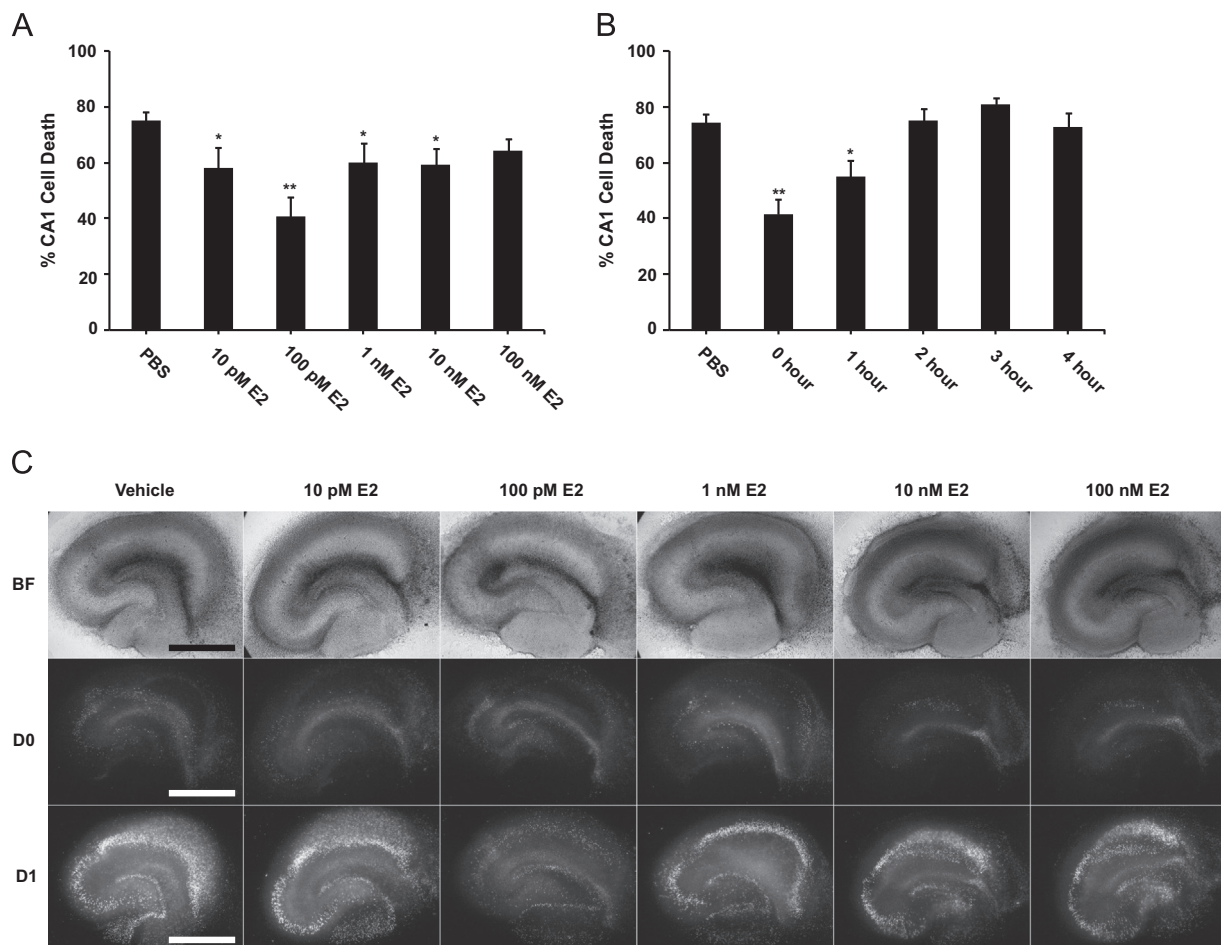 A
B
100
80
60
40
20
0
% CA1 Cell Death
*
**
*
*
PBS
10 pM E2
100 pM E2
1 nM E2
10 nM E2
100 nM E2
100
80
60
40
20
0
% CA1 Cell Death
**
*
PBS
0 hour
1 hour
2 hour
3 hour
4 hour
C
Vehicle 10 pM E2 100 pM E2 1 nM E2 10 nM E2 100 nM E2
BF
D0
D1